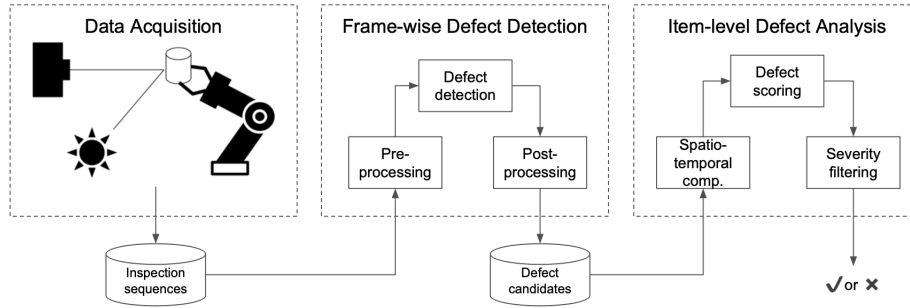 Data Acquisition
Frame-wise Defect Detection
Item-level Defect Analysis
Defect
detection
Pre-
processing
Post-
processing
Defect
scoring
Spatio-
temporal
comp.
Severity
filtering
Inspection
sequences
Defect
candidates
✔or ✖